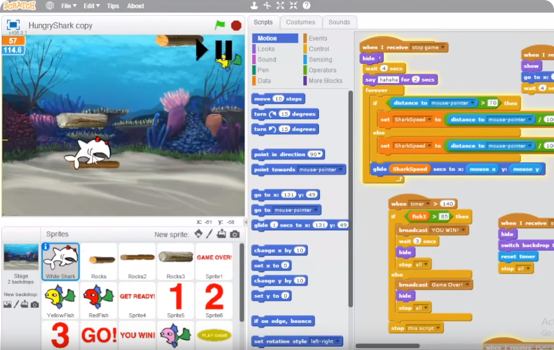 SCRATCH File Edit Tips About
HungryShark copy
57
114.6
x: -61 y: -58
Sprites New sprite:
Stage
2 backdrops
New backdrop:
White Shark
Rocks
Rocks2
Rocks3
GAME OVER!
Sprite1
YellowFish
RedFish
GET READY!
Sprite4
1
Sprite5
2
Sprite6
3
GO!
YOU WIN!
PLAY GAME
Scripts Costumes Sounds
Motion
Looks
Sound
Pen
Data
Events
Control
Sensing
Operators
More Blocks
move 10 steps
turn 15 degrees
turn 15 degrees
point in direction 90
point towards mouse-pointer
go to x: 131 y: 49
go to mouse-pointer
glide 1 secs to x: 131 y: 49
change x by 10
set x to 0
change y by 10
set y to 0
if on edge, bounce
set rotation style left-right
when I receive stop game
hide
wait 4 secs
say hahaha for 2 secs
forever
if distance to mouse-pointer > 70 then
set SharkSpeed to distance to mouse-pointer /
else
set SharkSpeed to distance to mouse-pointer /
glide SharkSpeed secs to x: mouse x y: mouse y
when timer > 140
if > 85 then
broadcast YOU WIN!
wait 3 secs
hide
stop all
else
broadcast Game Over!
hide
stop all
stop this script
when I receive
show
go to x:
wait 4 secs
when I receive
hide
switch backdrop
reset timer
stop all